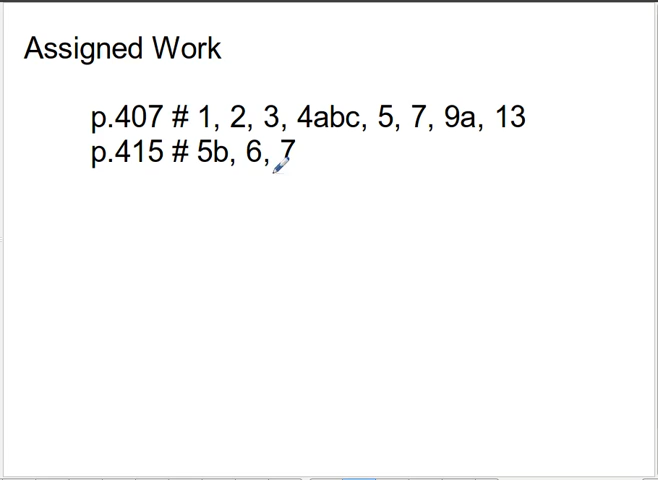 Assigned Work
p.407 # 1, 2, 3, 4abc, 5, 7, 9a, 13
p.415 # 5b, 6, 7